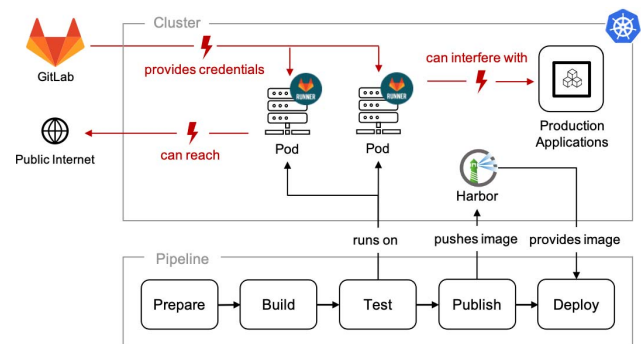 Cluster
GitLab
provides credentials
can interfere with
RUNNER
RUNNER
Public Internet
can reach
Pod
Pod
Production
Applications
Harbor
runs on
pushes image
provides image
Pipeline
Prepare
Build
Test
Publish
Deploy